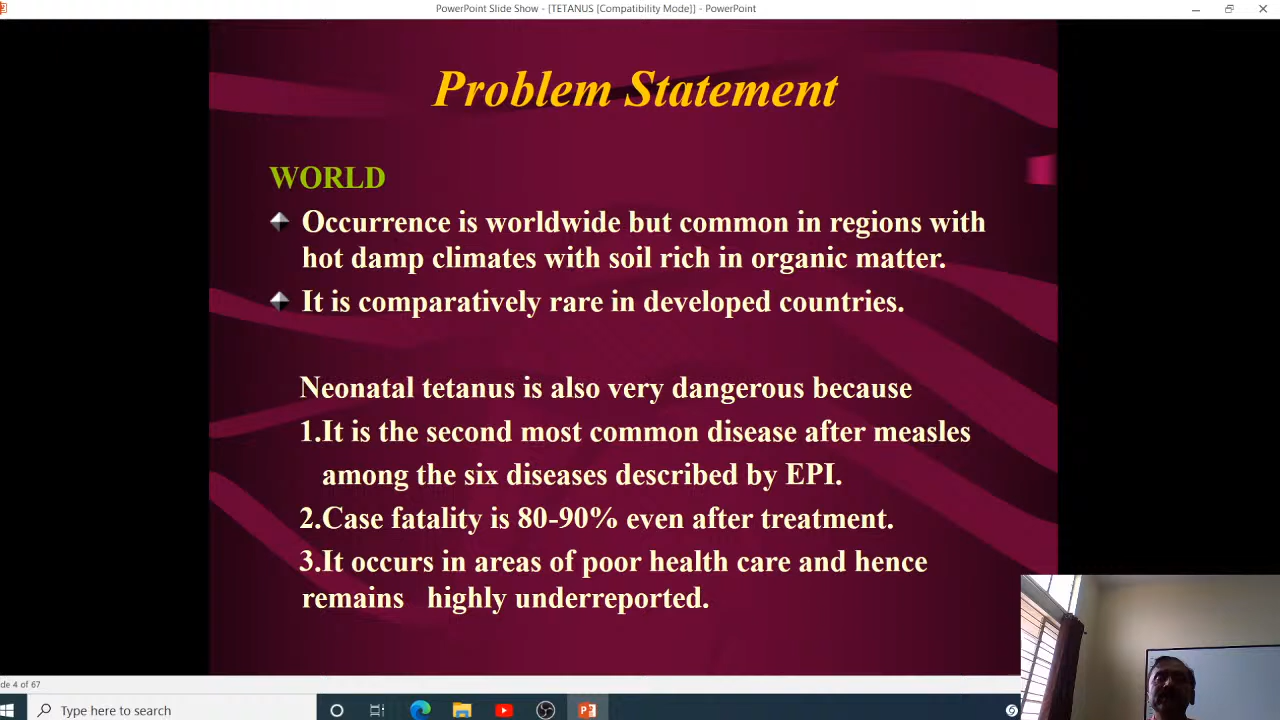 PowerPoint Slide Show - [TETANUS [Compatibility Mode]] - PowerPoint
Problem Statement
WORLD
Occurrence is worldwide but common in regions with
hot damp climates with soil rich in organic matter.
It is comparatively rare in developed countries.
Neonatal tetanus is also very dangerous because
1.It is the second most common disease after measles
among the six diseases described by EPI.
2.Case fatality is 80-90% even after treatment.
3.It occurs in areas of poor health care and hence
remains highly underreported.
de 4 of 67
Type here to search